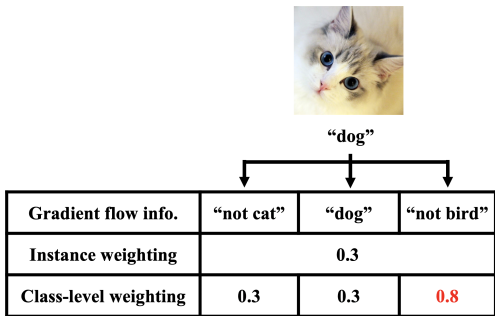 “dog”
Gradient flow info. “not cat” “dog” “not bird”
Instance weighting 0.3
Class-level weighting 0.3 0.3 0.8